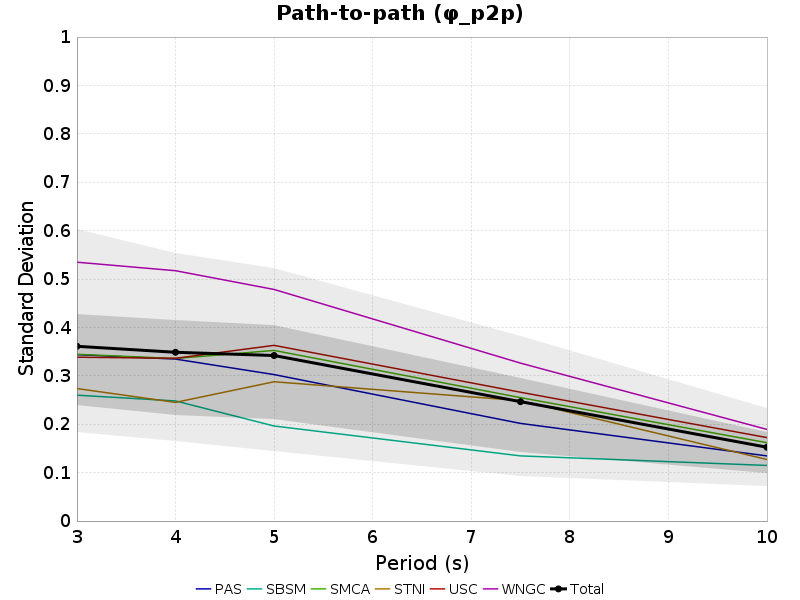 Path-to-path (φ_p2p)
1
0.9
0.8
0.7
0.6
0.5
0.4
0.3
0.2
0.1
0
Standard Deviation
3 4 5 6 7 8 9 10
Period (s)
PAS SBSM SMCA STNI USC WNGC Total